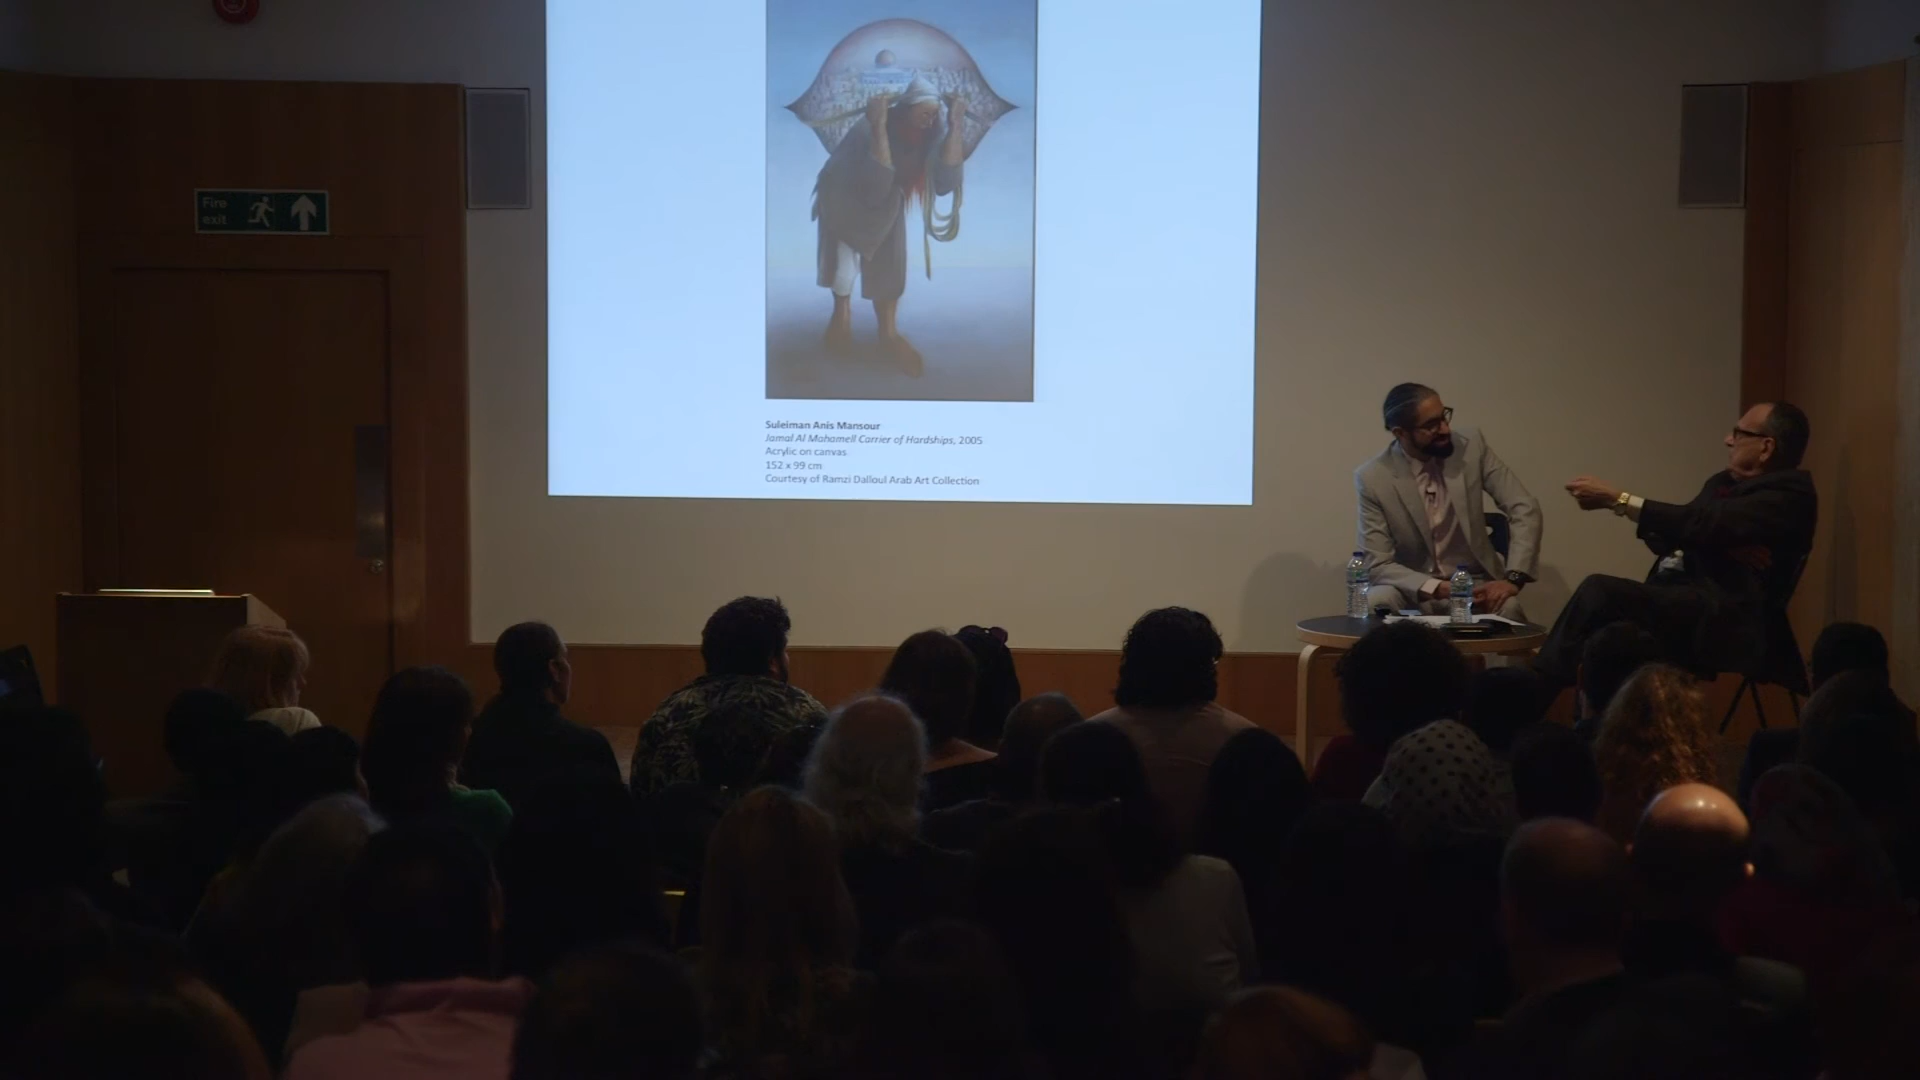 Fire
exit
Suleiman Anis Mansour
Jamal Al Mahamell Carrier of Hardships, 2005
Acrylic on canvas
152 x 99 cm
Courtesy of Ramzi Dalloul Arab Art Collection